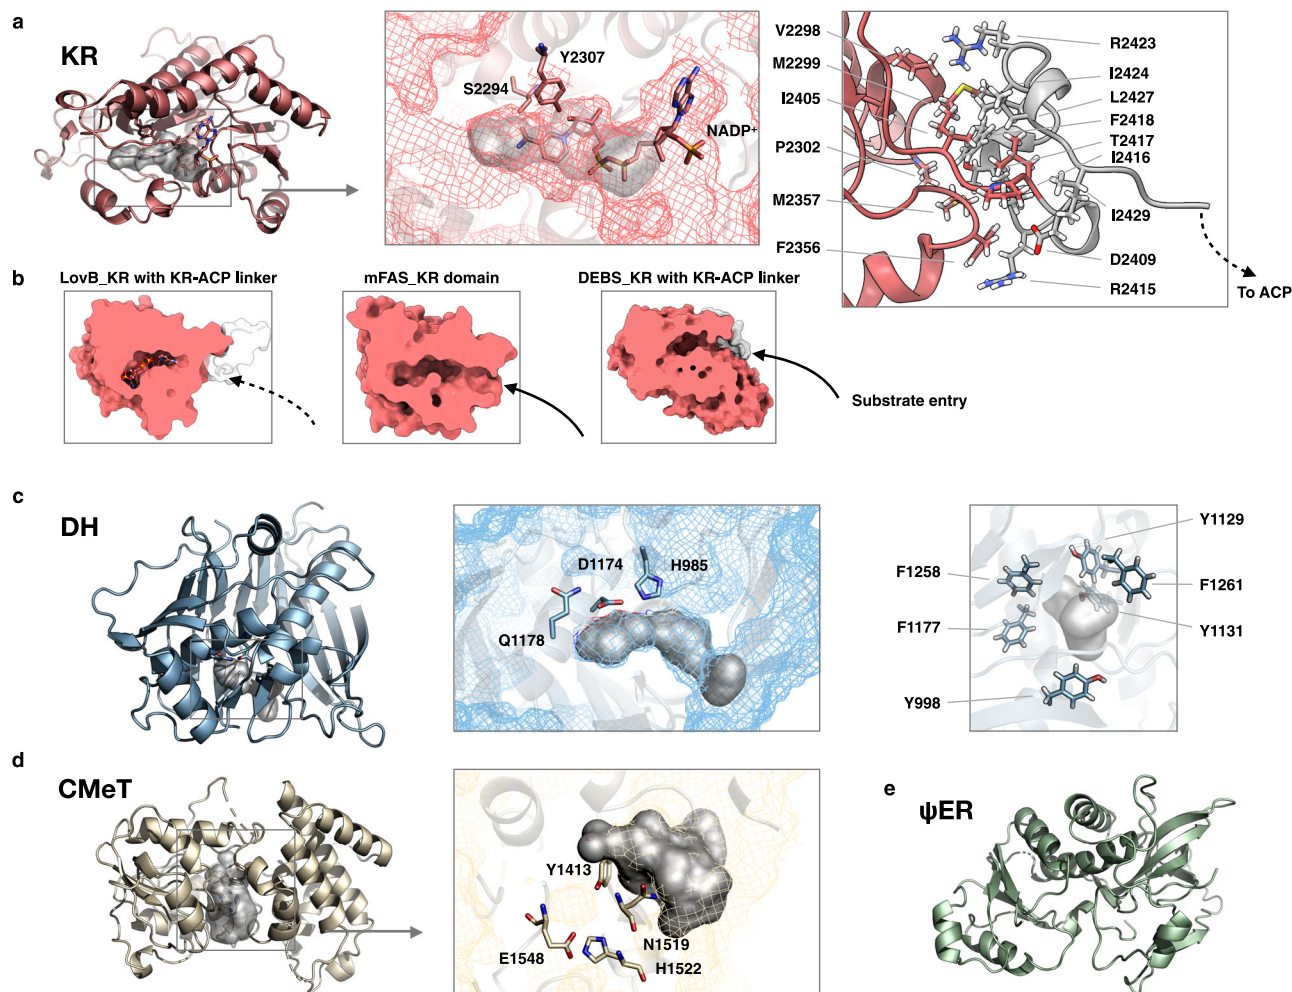 a
KR
Y2307
S2294
NADP+
V2298
M2299
I2405
P2302
M2357
F2356
R2423
I2424
L2427
F2418
T2417
I2416
I2429
D2409
R2415
To ACP
b
LovB_KR with KR-ACP linker
mFAS_KR domain
DEBS_KR with KR-ACP linker
Substrate entry
c
DH
D1174
H985
Q1178
Y1129
F1258
F1261
F1177
Y1131
Y998
d
CMeT
Y1413
N1519
E1548
H1522
e
ψER